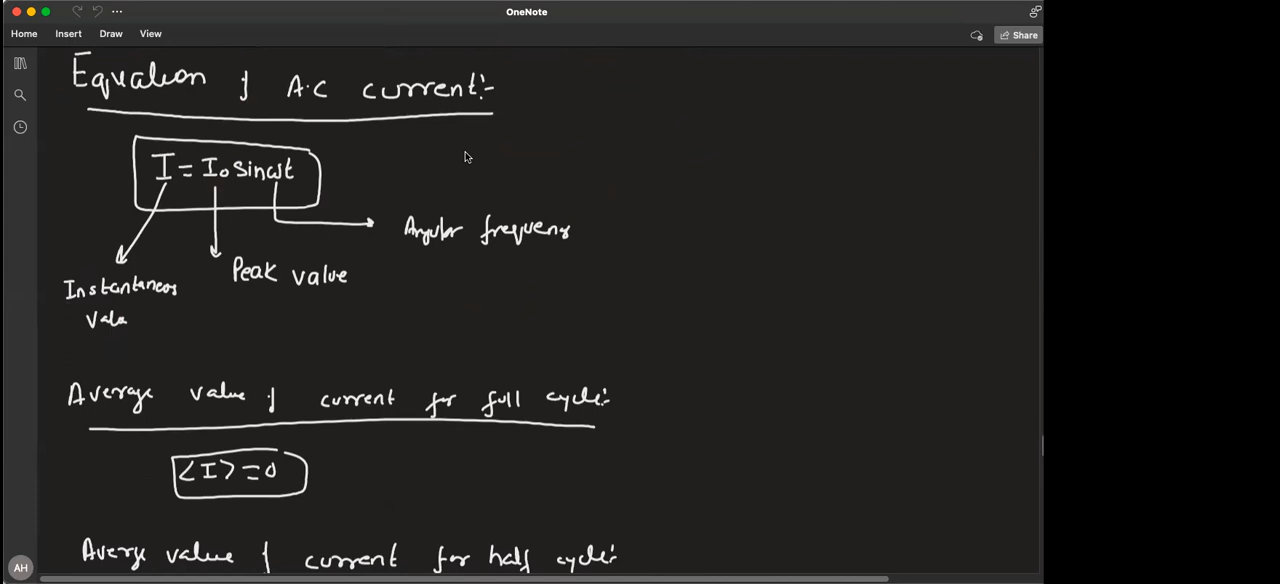 OneNote
Home Insert Draw View
Share
Equation of A.C current:-
I = I₀ sinωt
Angular frequency
Peak value
Instantaneous
Value
Average value of current for full cycle:-
<I> = 0
Average value of current for half cycle:-
AH